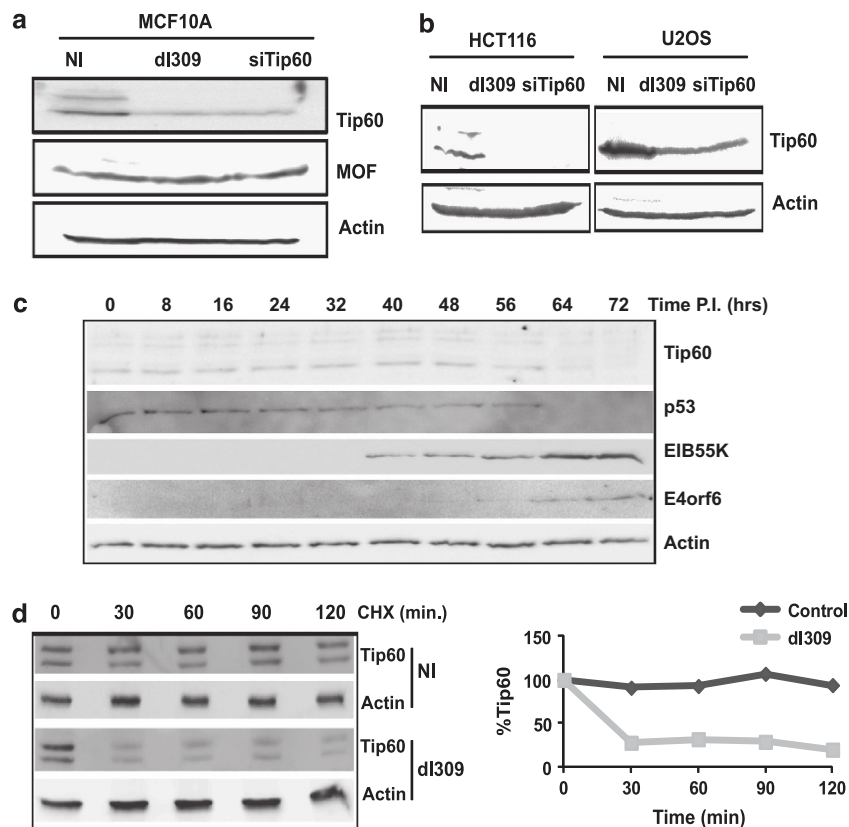 a
MCF10A
NI dl309 siTip60
Tip60
MOF
Actin
b
HCT116 U2OS
NI dl309 siTip60 NI dl309 siTip60
Tip60
Actin
c
0 8 16 24 32 40 48 56 64 72 Time P.I. (hrs)
Tip60
p53
EIB55K
E4orf6
Actin
d
0 30 60 90 120 CHX (min.)
Tip60
Actin
NI
Tip60
Actin
dl309
Control
dl309
%Tip60
150
100
50
0
0 30 60 90 120
Time (min)